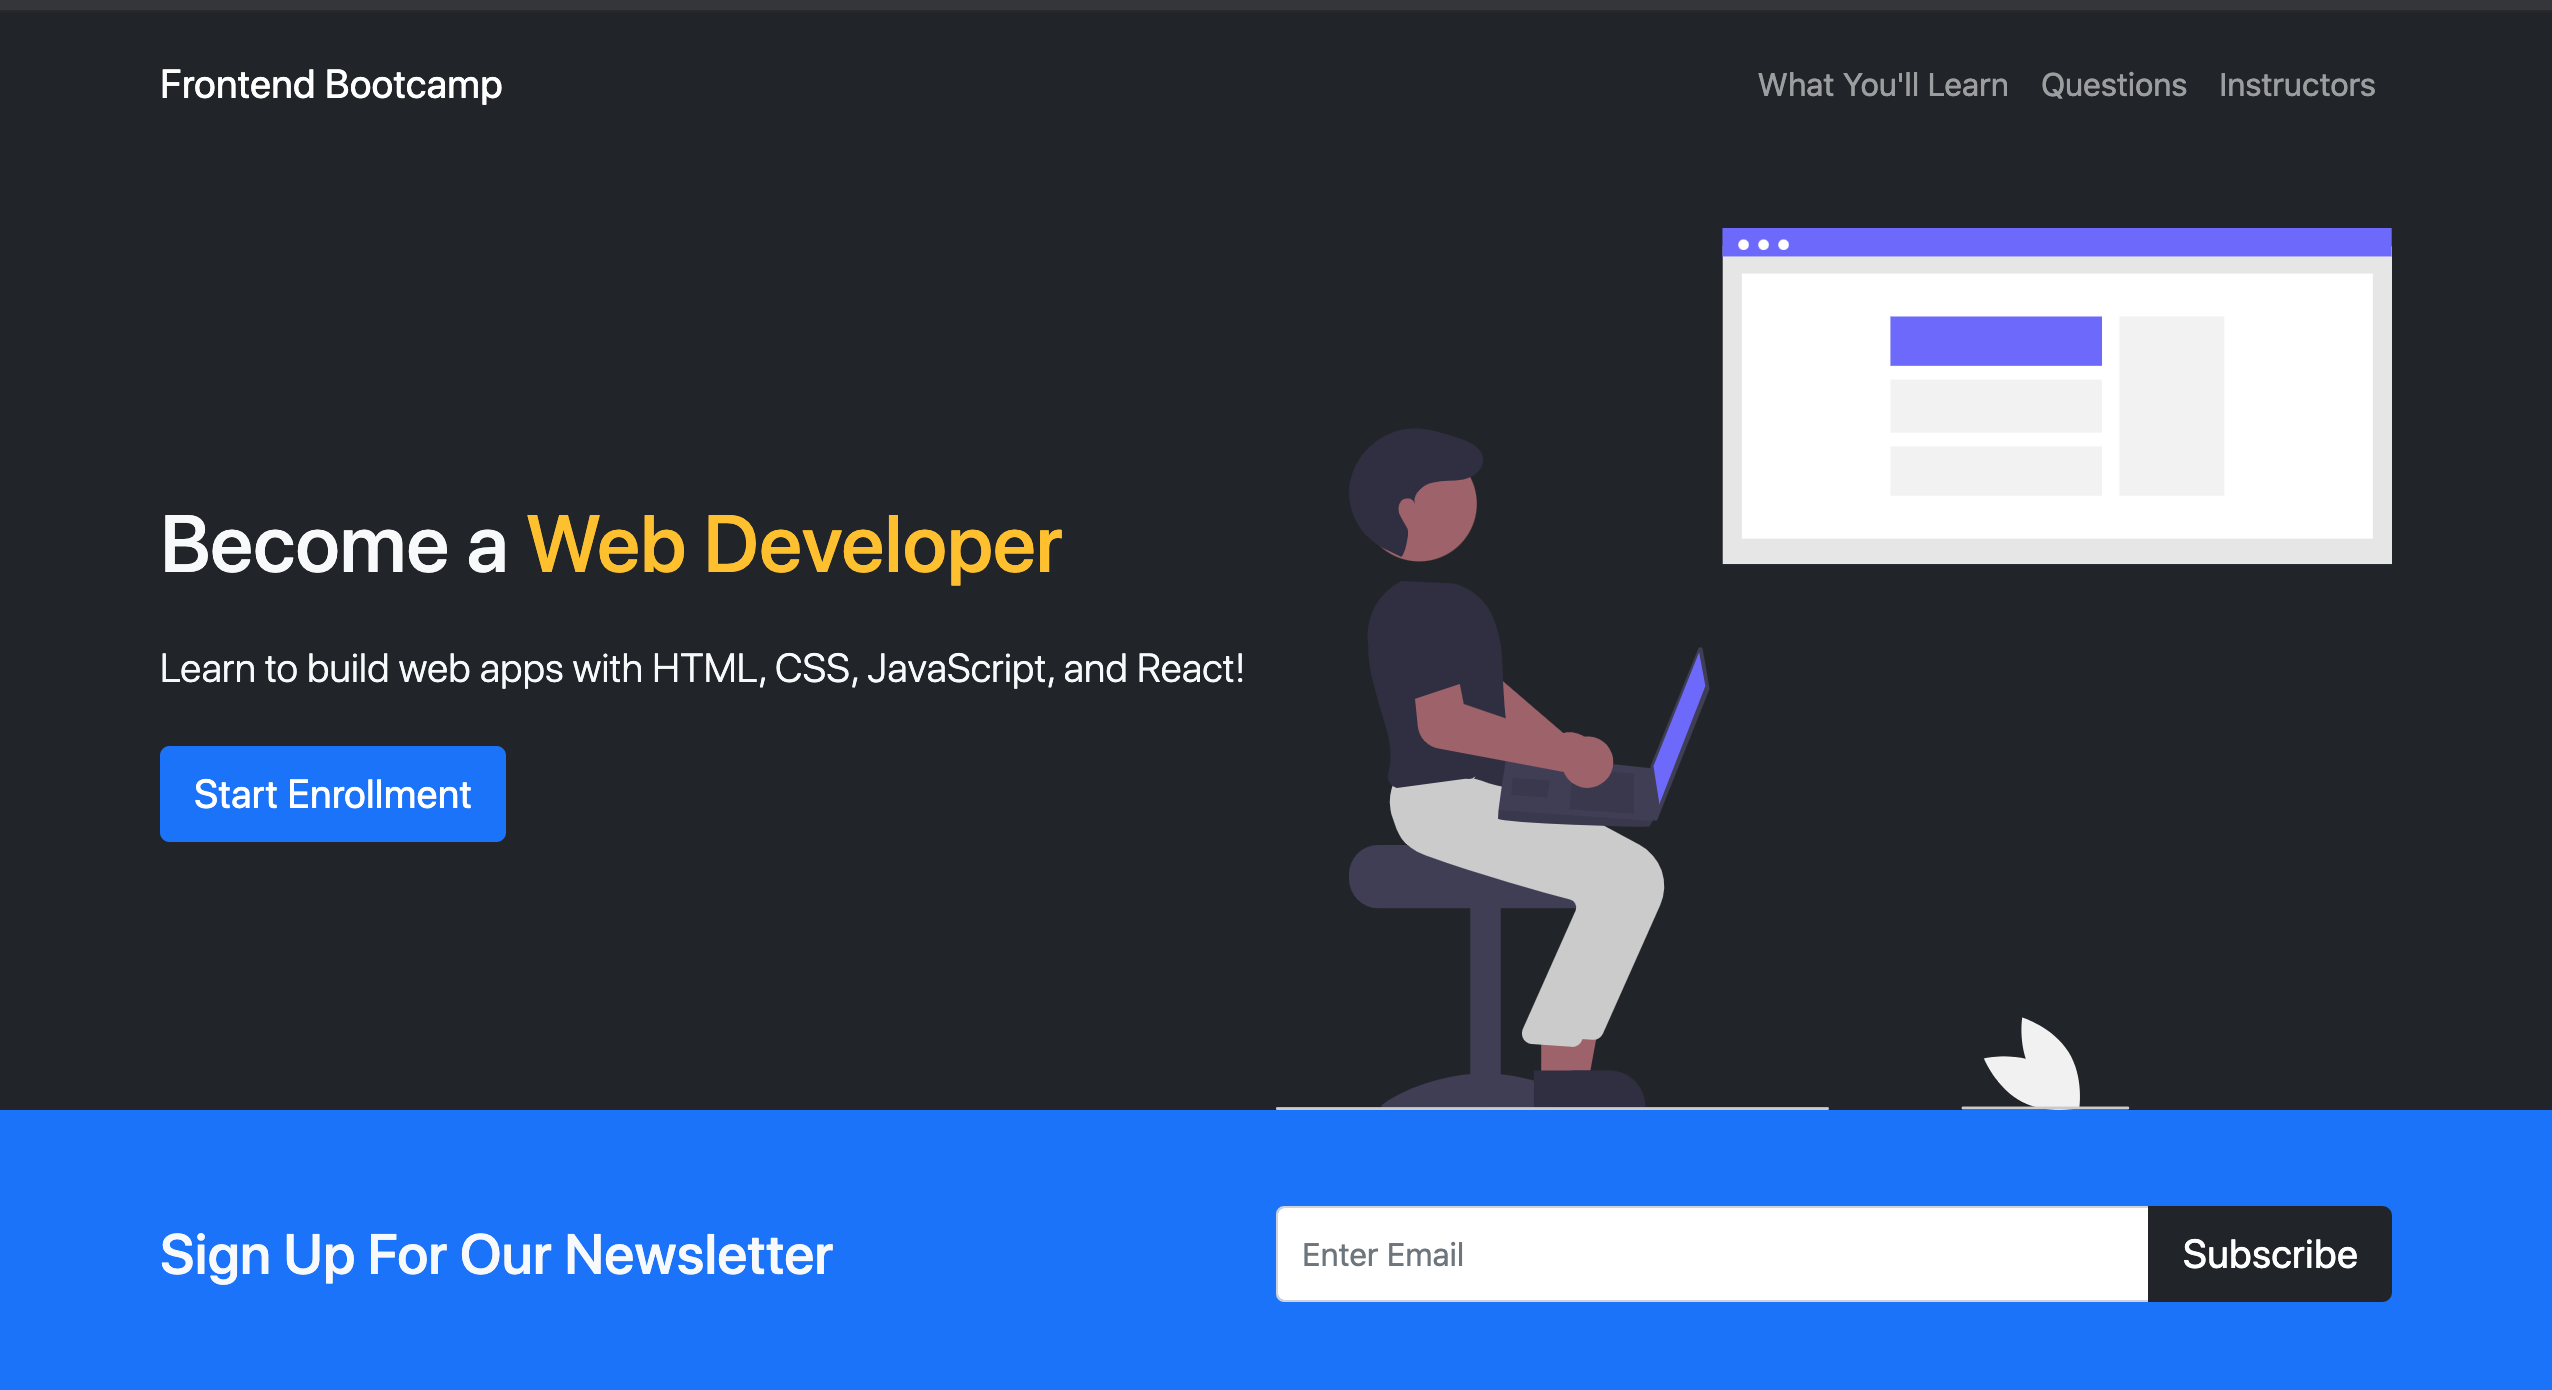 Frontend Bootcamp
What You'll Learn
Questions
Instructors
Become a Web Developer
Learn to build web apps with HTML, CSS, JavaScript, and React!
Start Enrollment
Sign Up For Our Newsletter
Enter Email
Subscribe